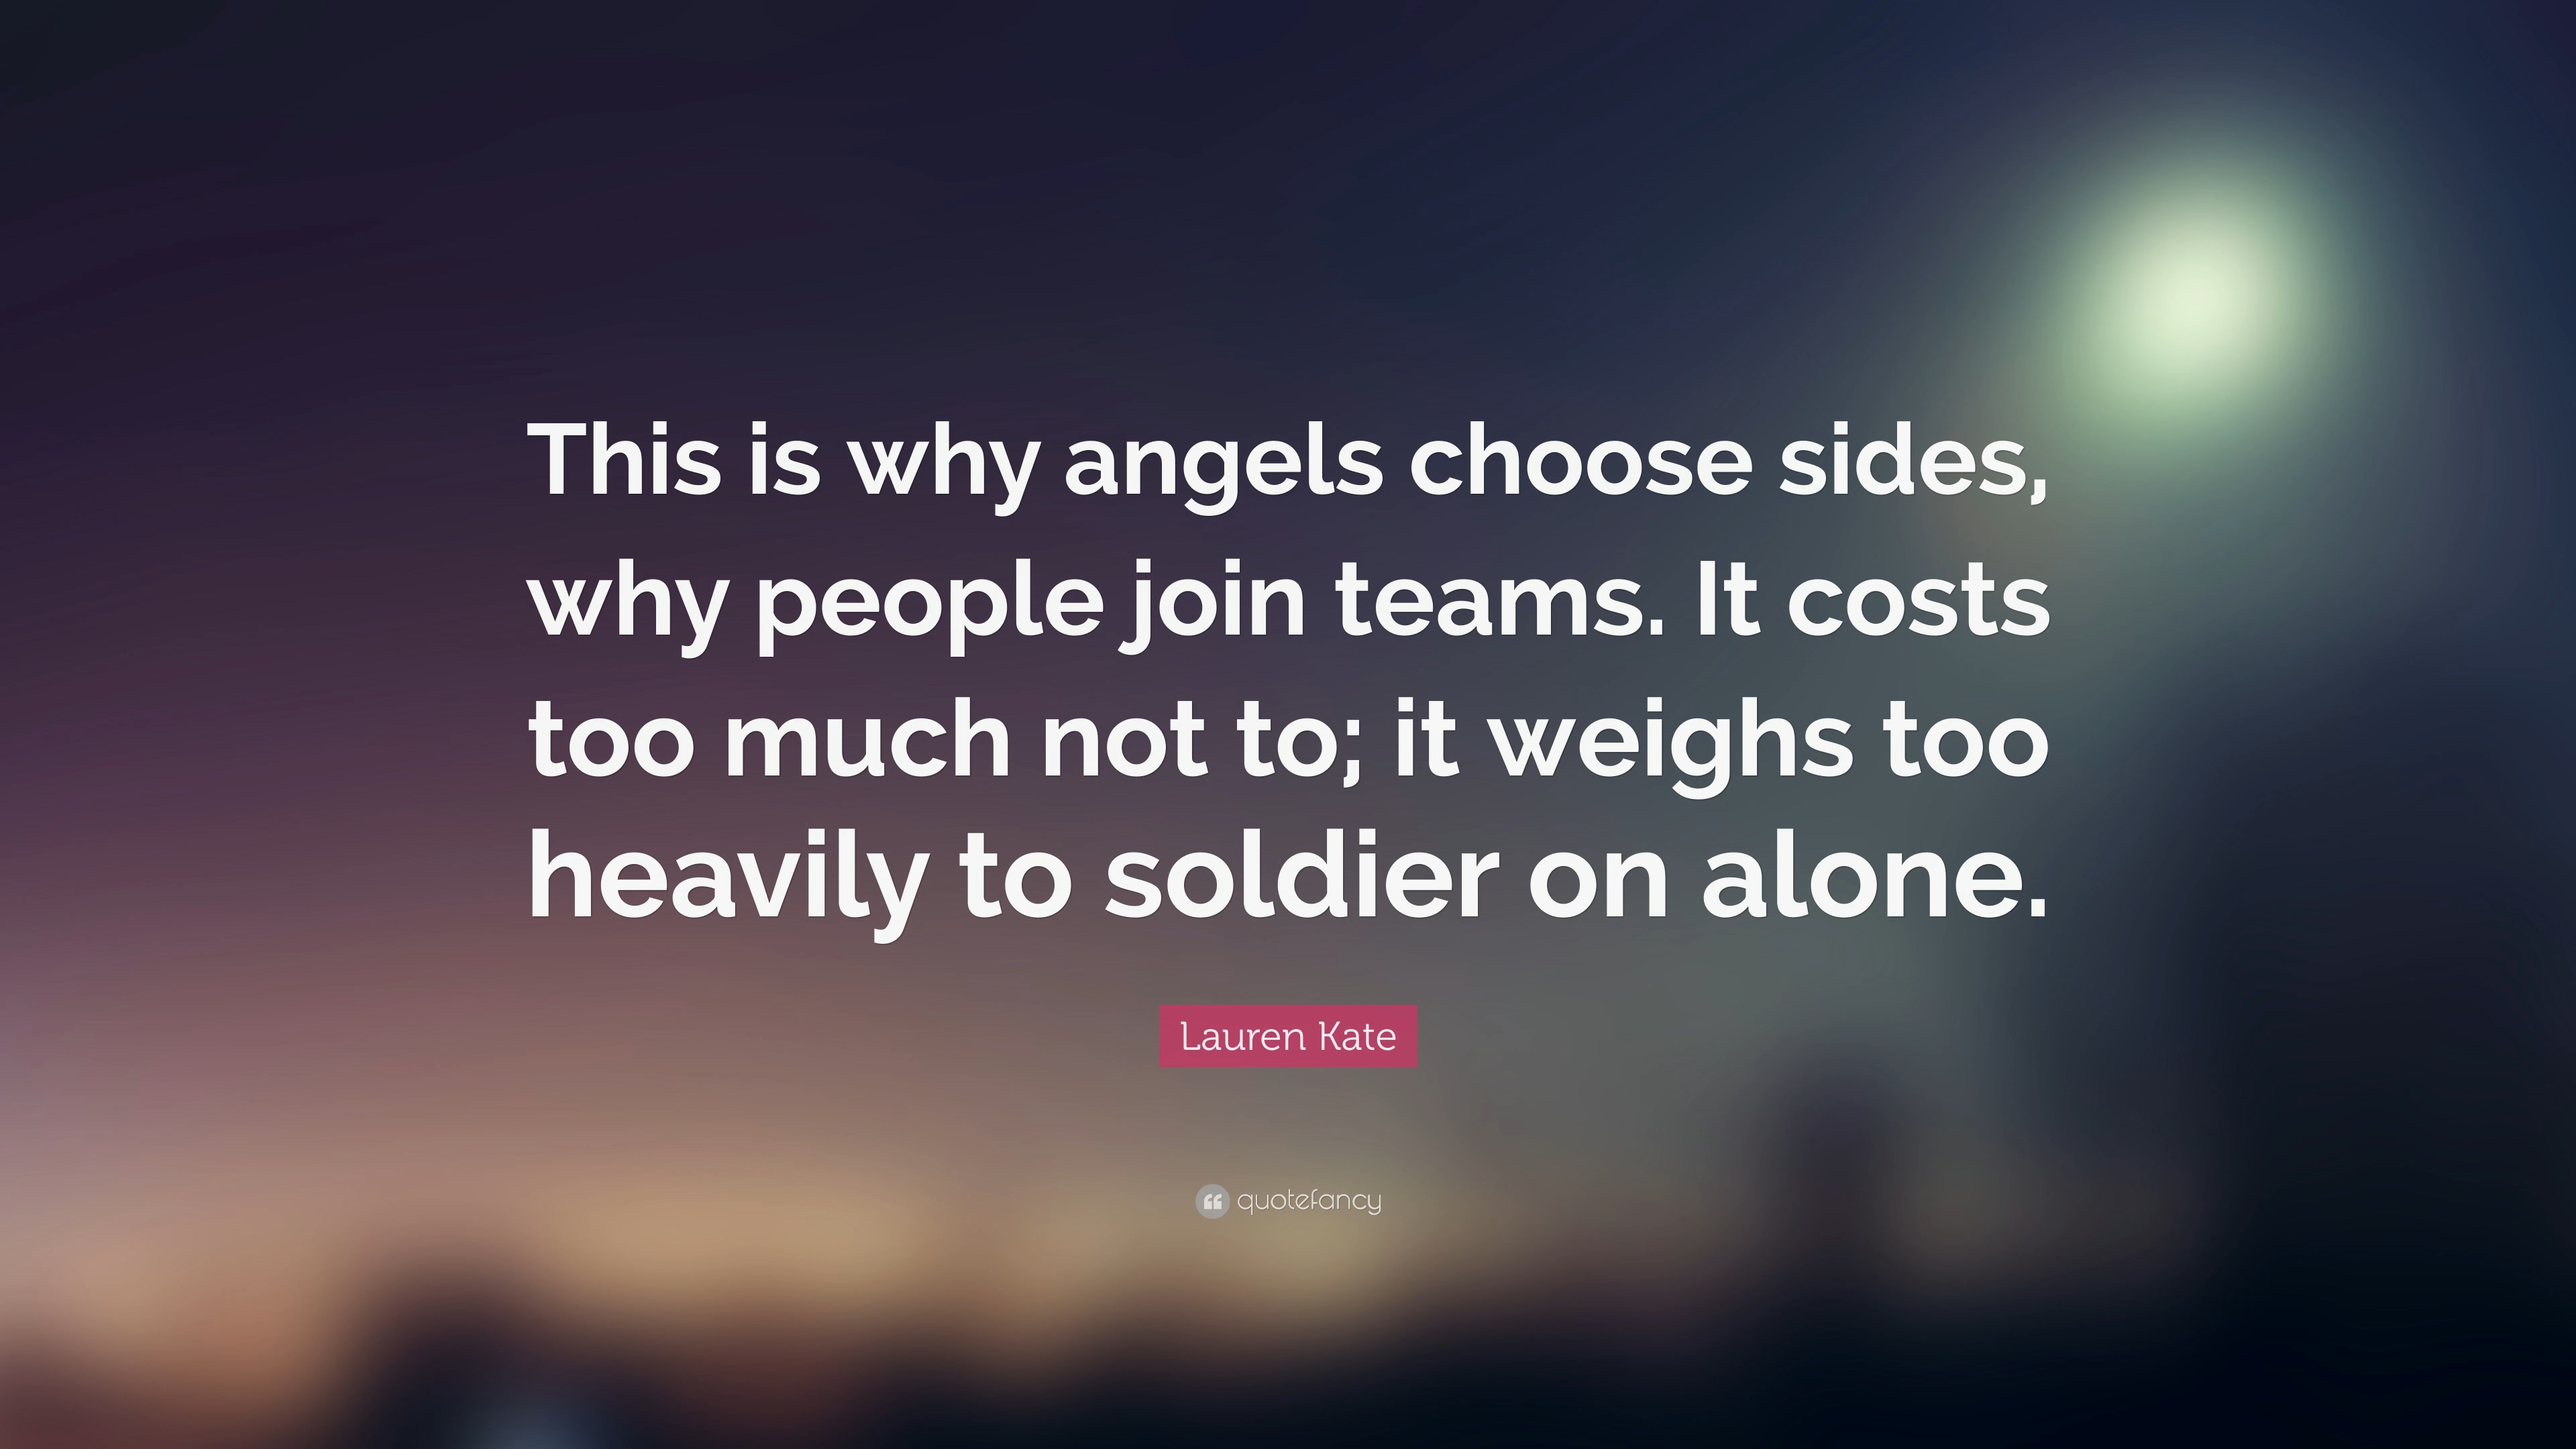 This is why angels choose sides,
why people join teams. It costs
too much not to; it weighs too
heavily to soldier on alone.
Lauren Kate
❝ quotefancy